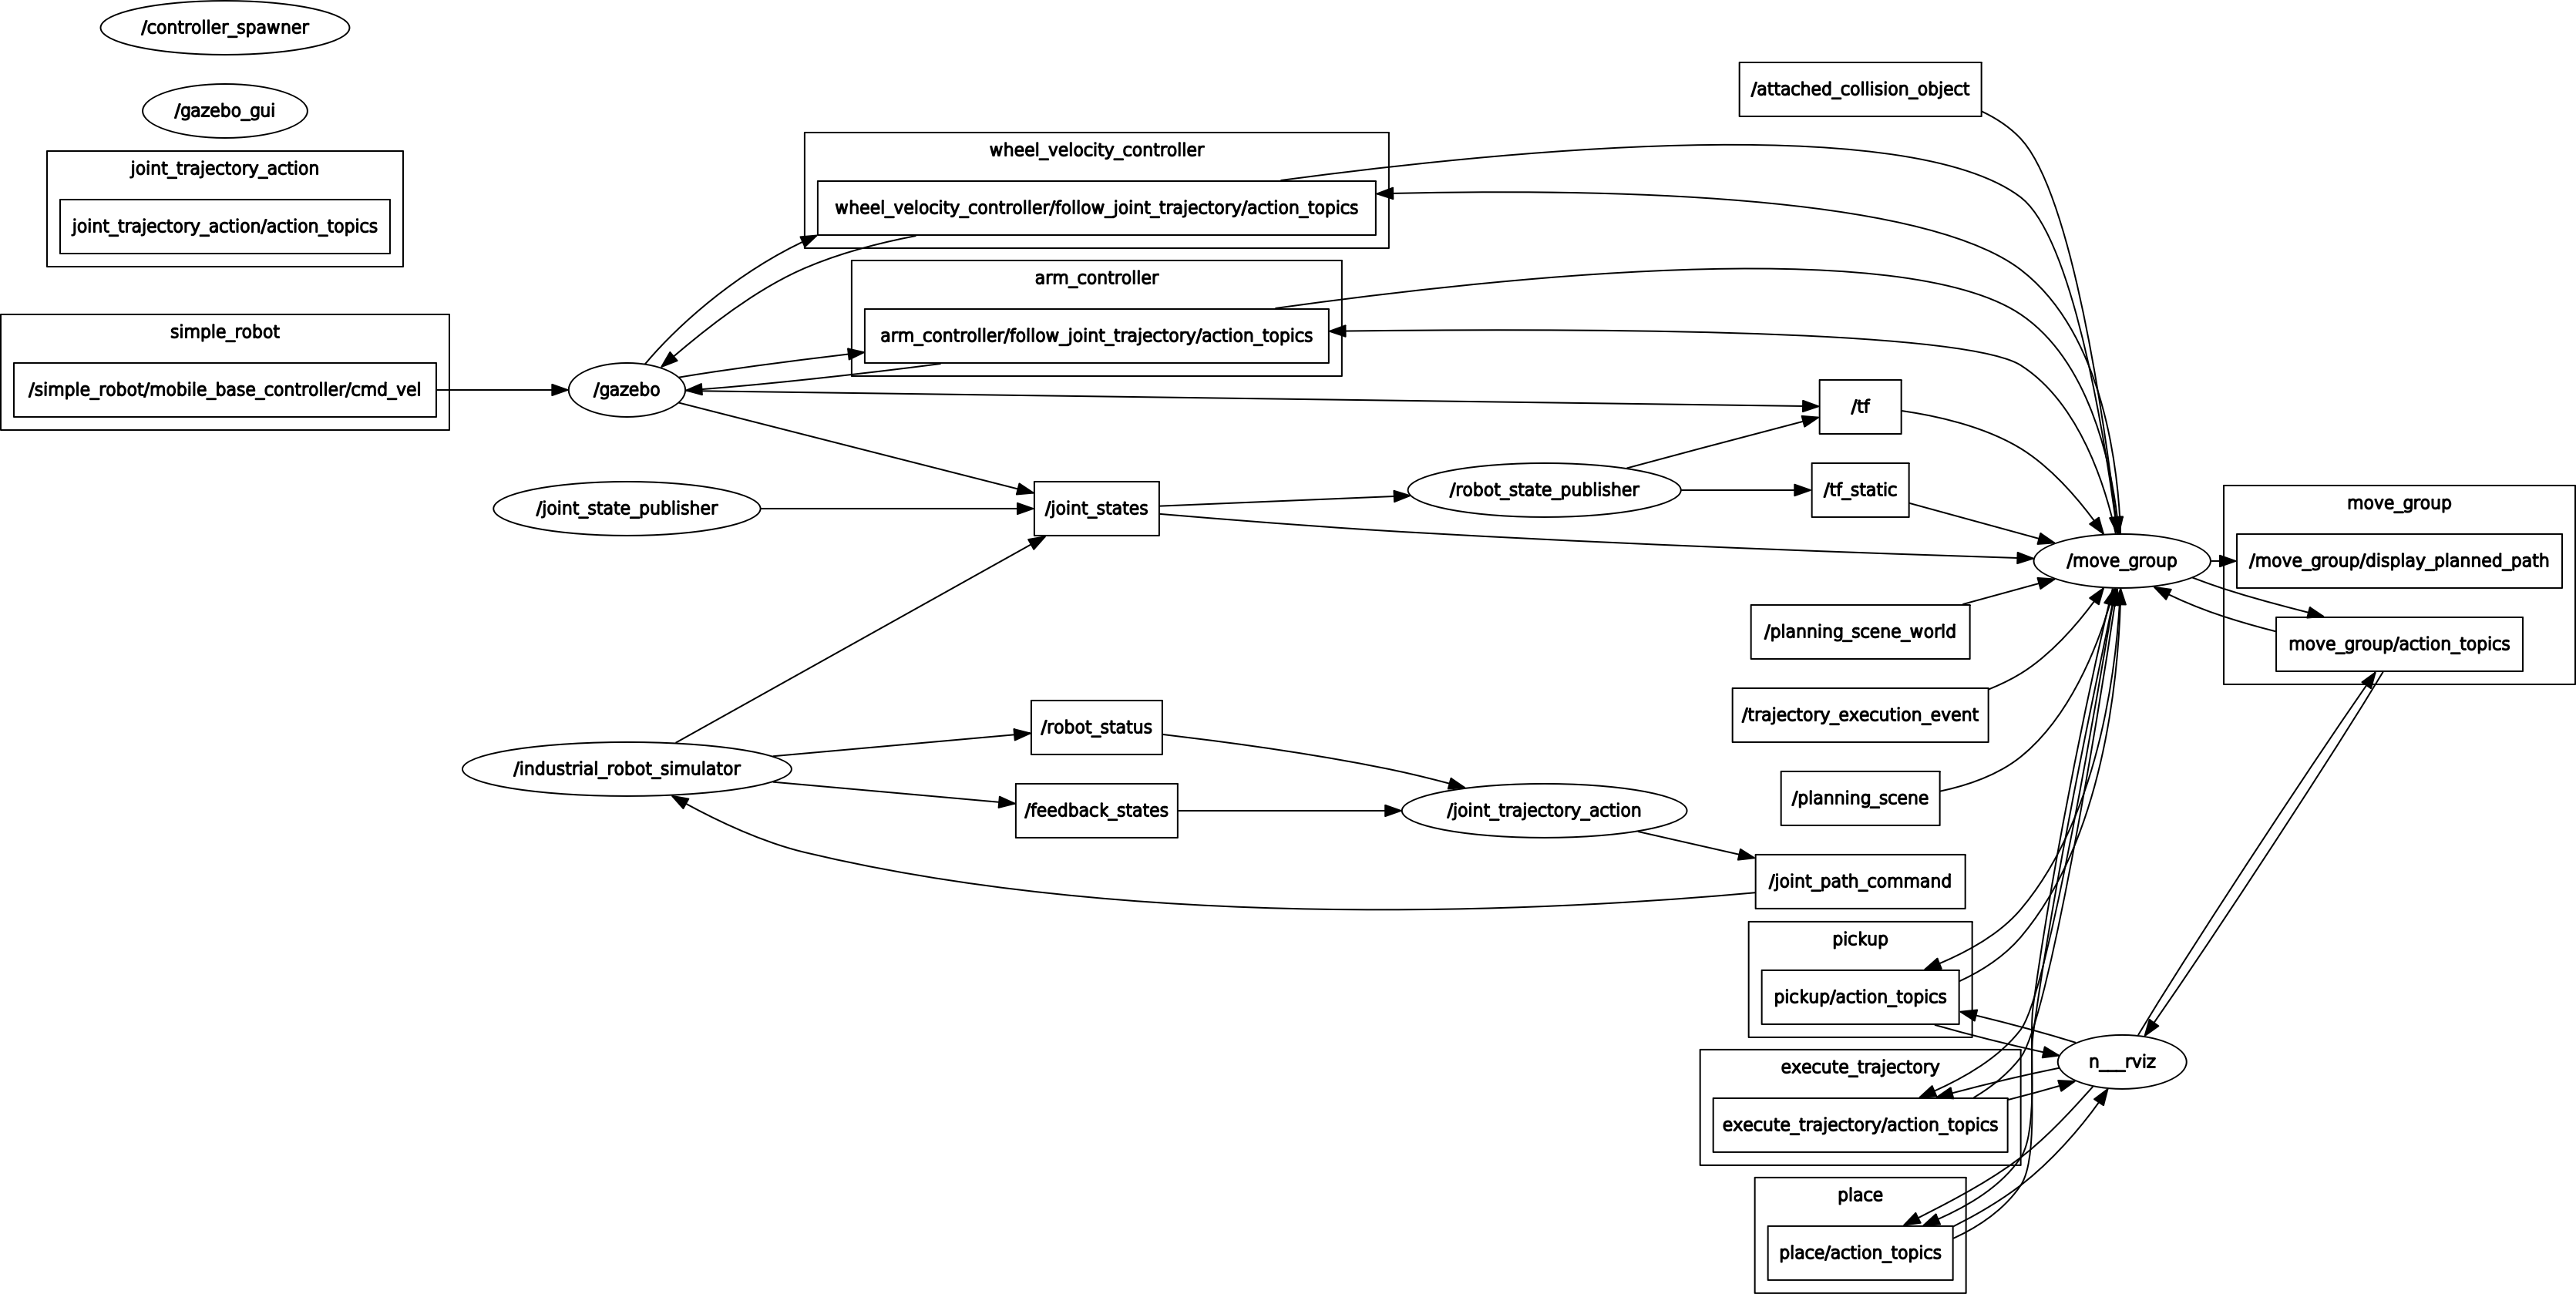 /controller_spawner
/gazebo_gui
joint_trajectory_action
joint_trajectory_action/action_topics
simple_robot
/simple_robot/mobile_base_controller/cmd_vel
/gazebo
/joint_state_publisher
/industrial_robot_simulator
wheel_velocity_controller
wheel_velocity_controller/follow_joint_trajectory/action_topics
arm_controller
arm_controller/follow_joint_trajectory/action_topics
/joint_states
/robot_status
/feedback_states
/robot_state_publisher
/joint_trajectory_action
/attached_collision_object
/tf
/tf_static
/planning_scene_world
/trajectory_execution_event
/planning_scene
/joint_path_command
pickup
pickup/action_topics
execute_trajectory
execute_trajectory/action_topics
place
place/action_topics
/move_group
n___rviz
move_group
/move_group/display_planned_path
move_group/action_topics